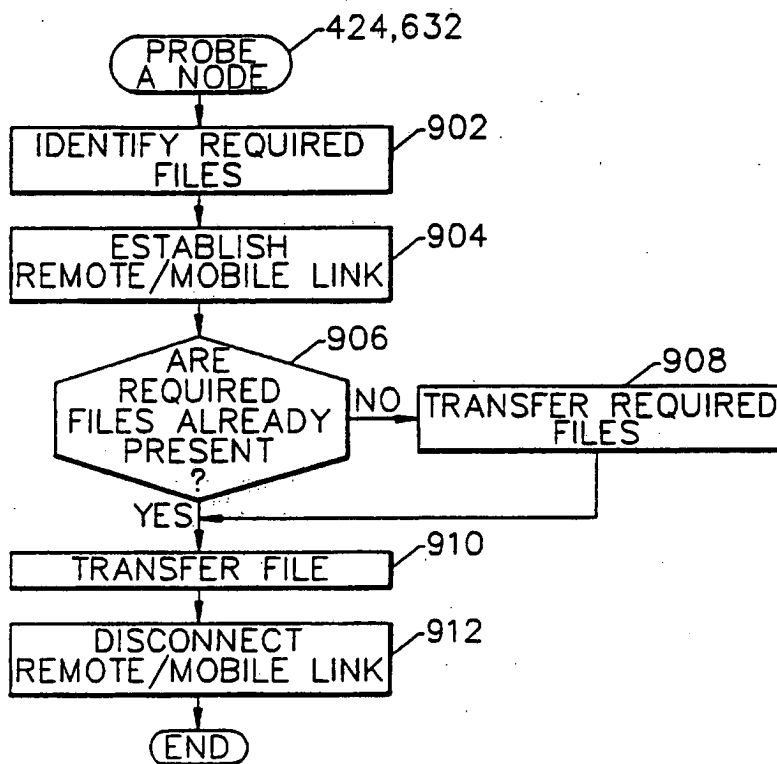 424,632
PROBE
A NODE
902
IDENTIFY REQUIRED
FILES
904
ESTABLISH
REMOTE/MOBILE LINK
906
ARE
REQUIRED
FILES ALREADY
PRESENT
?
NO
908
TRANSFER REQUIRED
FILES
YES
910
TRANSFER FILE
912
DISCONNECT
REMOTE/MOBILE LINK
END